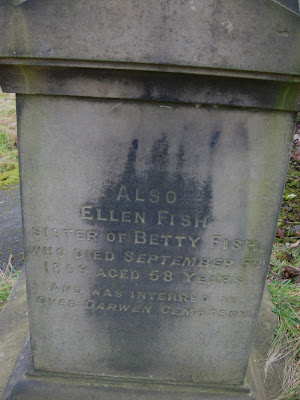 ALSO
ELLEN FISH
SISTER OF BETTY FISH,
WHO DIED SEPTEMBER
AGED 68 YEARS.
AND WAS INTERRED AT
OVER DARWEN CEMETERY.